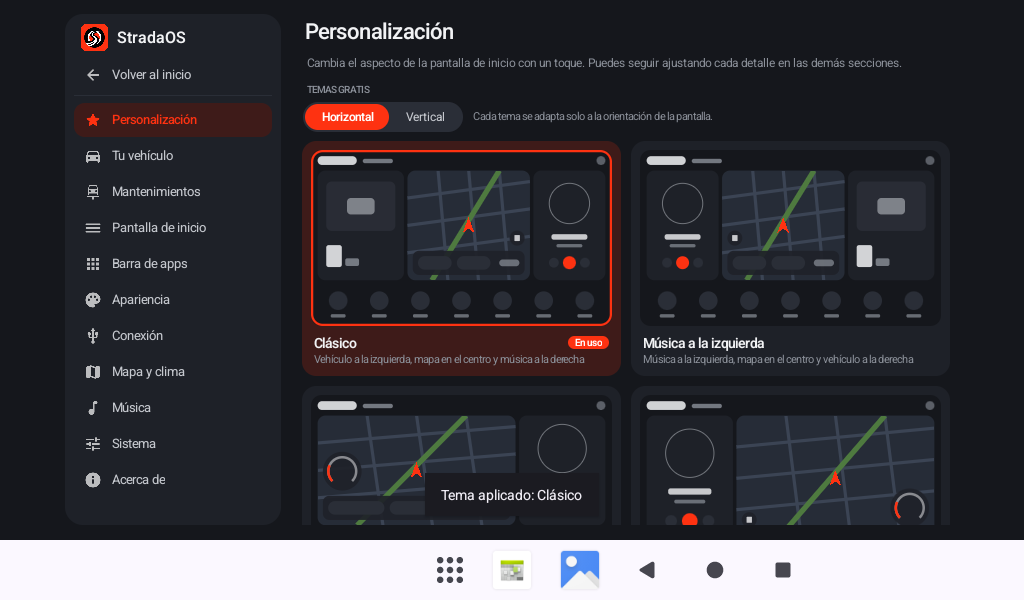 StradaOS
Volver al inicio
Personalización
Tu vehículo
Mantenimientos
Pantalla de inicio
Barra de apps
Apariencia
Conexión
Mapa y clima
Música
Sistema
Acerca de
Personalización
Cambia el aspecto de la pantalla de inicio con un toque. Puedes seguir ajustando cada detalle en las demás secciones.
TEMAS GRATIS
Horizontal Vertical Cada tema se adapta solo a la orientación de la pantalla.
Clásico En uso
Vehículo a la izquierda, mapa en el centro y música a la derecha
Música a la izquierda
Música a la izquierda, mapa en el centro y vehículo a la derecha
Tema aplicado: Clásico